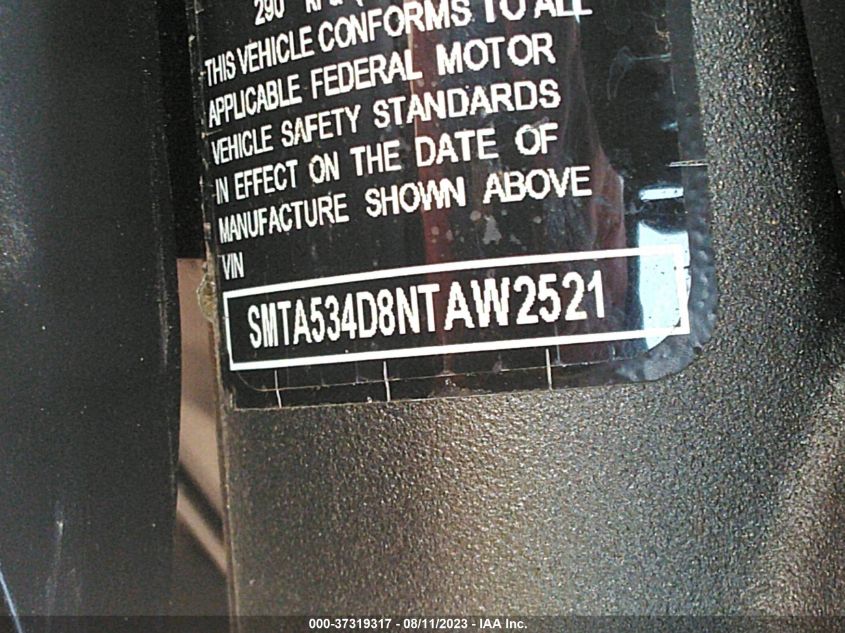 290
THIS VEHICLE CONFORMS TO ALL
APPLICABLE FEDERAL MOTOR
VEHICLE SAFETY STANDARDS
IN EFFECT ON THE DATE OF
MANUFACTURE SHOWN ABOVE
VIN
SMTA534D8NTAW2521
000-37319317 - 08/11/2023 - IAA Inc.